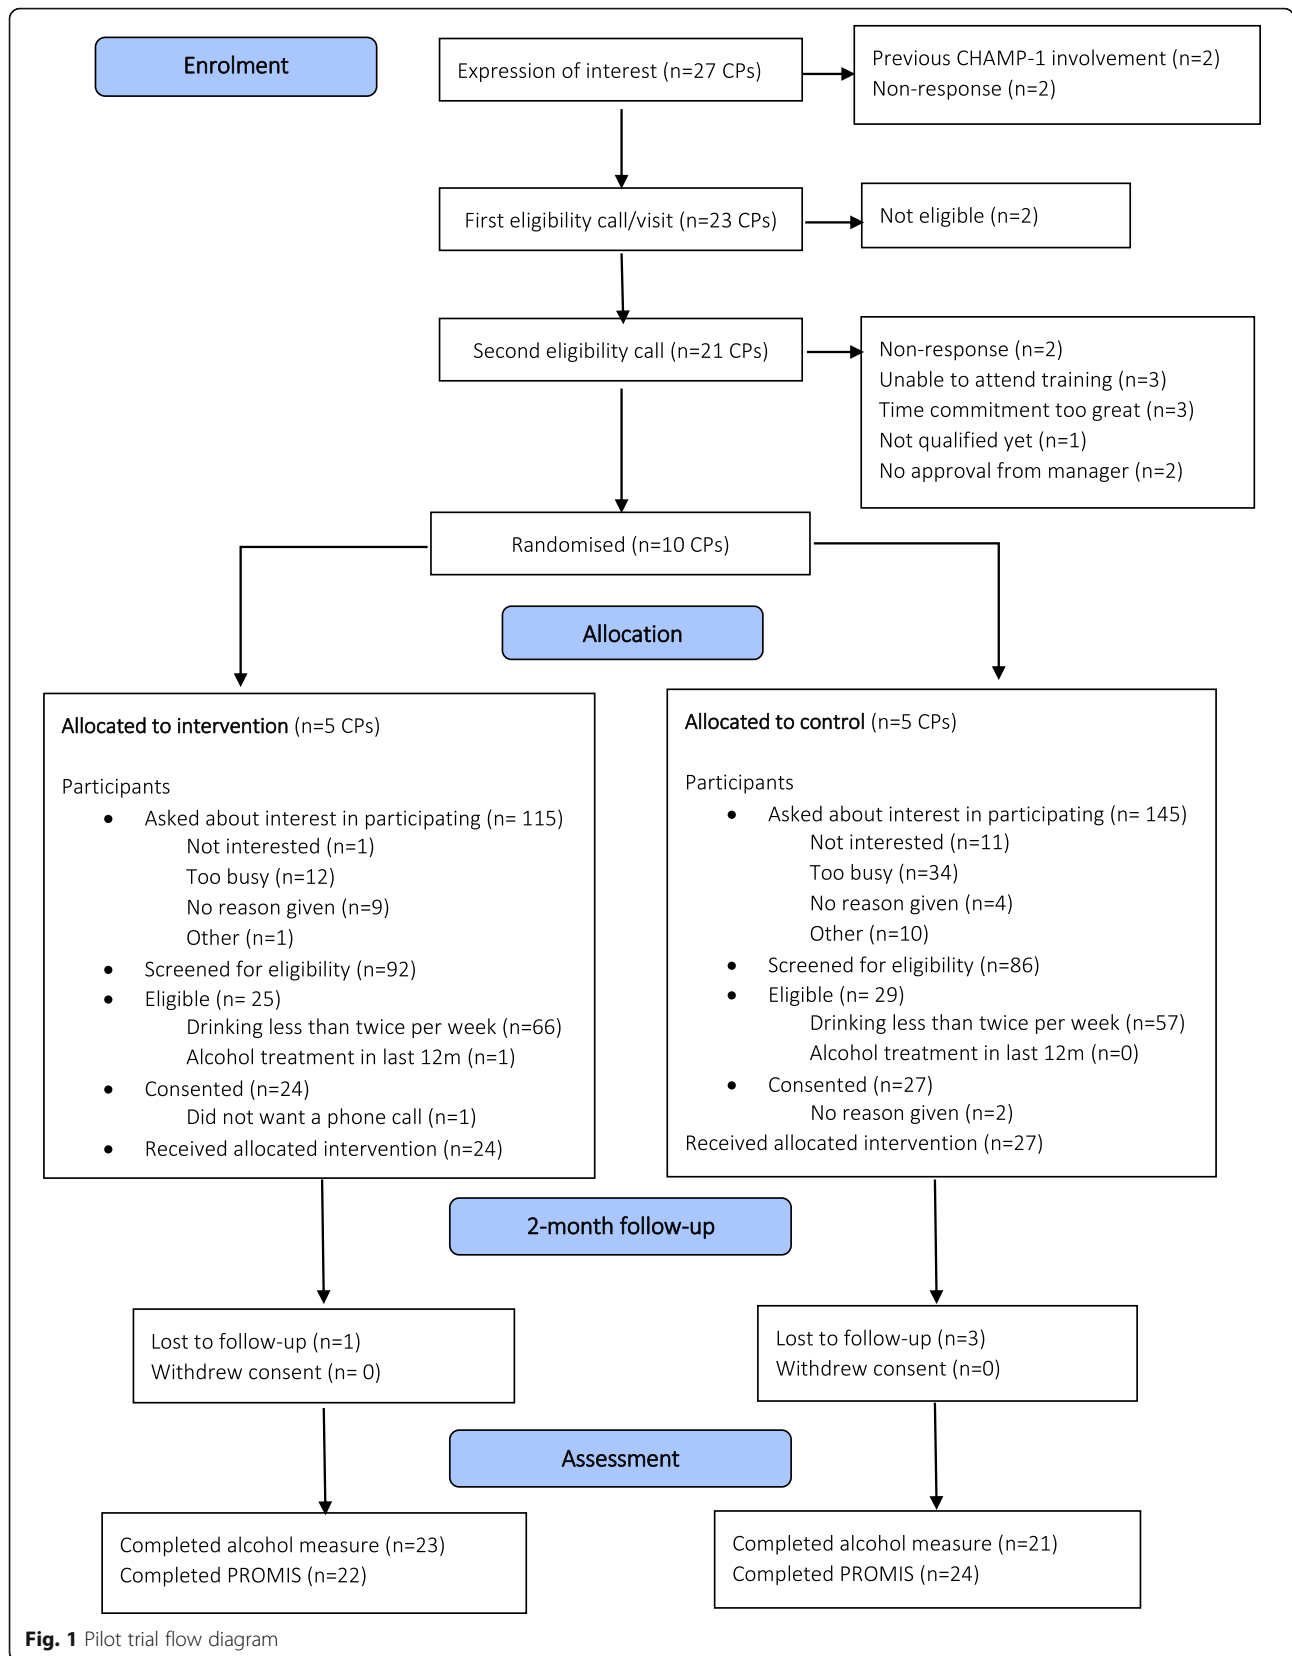 Enrolment
Expression of interest (n=27 CPs)
Previous CHAMP-1 involvement (n=2)
Non-response (n=2)
First eligibility call/visit (n=23 CPs)
Not eligible (n=2)
Second eligibility call (n=21 CPs)
Non-response (n=2)
Unable to attend training (n=3)
Time commitment too great (n=3)
Not qualified yet (n=1)
No approval from manager (n=2)
Randomised (n=10 CPs)
Allocation
Allocated to intervention (n=5 CPs)
Participants
• Asked about interest in participating (n= 115)
Not interested (n=1)
Too busy (n=12)
No reason given (n=9)
Other (n=1)
• Screened for eligibility (n=92)
• Eligible (n= 25)
Drinking less than twice per week (n=66)
Alcohol treatment in last 12m (n=1)
• Consented (n=24)
Did not want a phone call (n=1)
• Received allocated intervention (n=24)
Allocated to control (n=5 CPs)
Participants
• Asked about interest in participating (n= 145)
Not interested (n=11)
Too busy (n=34)
No reason given (n=4)
Other (n=10)
• Screened for eligibility (n=86)
• Eligible (n= 29)
Drinking less than twice per week (n=57)
Alcohol treatment in last 12m (n=0)
• Consented (n=27)
No reason given (n=2)
Received allocated intervention (n=27)
2-month follow-up
Lost to follow-up (n=1)
Withdrew consent (n= 0)
Lost to follow-up (n=3)
Withdrew consent (n=0)
Assessment
Completed alcohol measure (n=23)
Completed PROMIS (n=22)
Completed alcohol measure (n=21)
Completed PROMIS (n=24)
Fig. 1 Pilot trial flow diagram